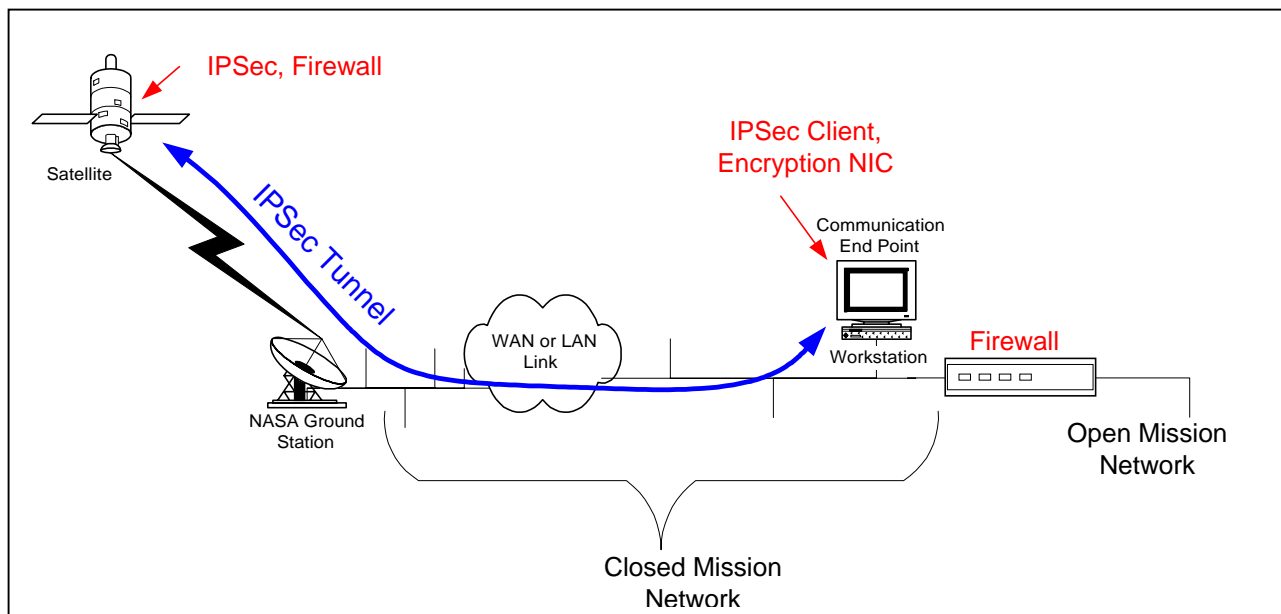 IPSec, Firewall
Satellite
IPSec Tunnel
IPSec Client,
Encryption NIC
Communication
End Point
Workstation
Firewall
WAN or LAN
Link
NASA Ground
Station
Open Mission
Network
Closed Mission
Network